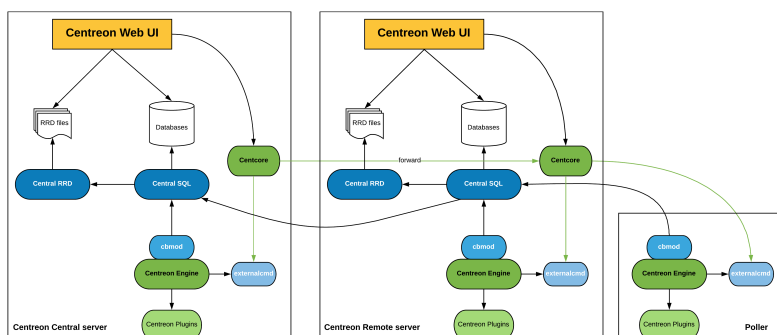 Centreon Web UI
RRD files
Databases
Centcore
Central RRD
Central SQL
cbmod
Centreon Engine
externalcmd
Centreon Plugins
Centreon Central server
forward
Centreon Web UI
RRD files
Databases
Centcore
Central RRD
Central SQL
cbmod
Centreon Engine
externalcmd
Centreon Plugins
Centreon Remote server
cbmod
Centreon Engine
externalcmd
Centreon Plugins
Poller